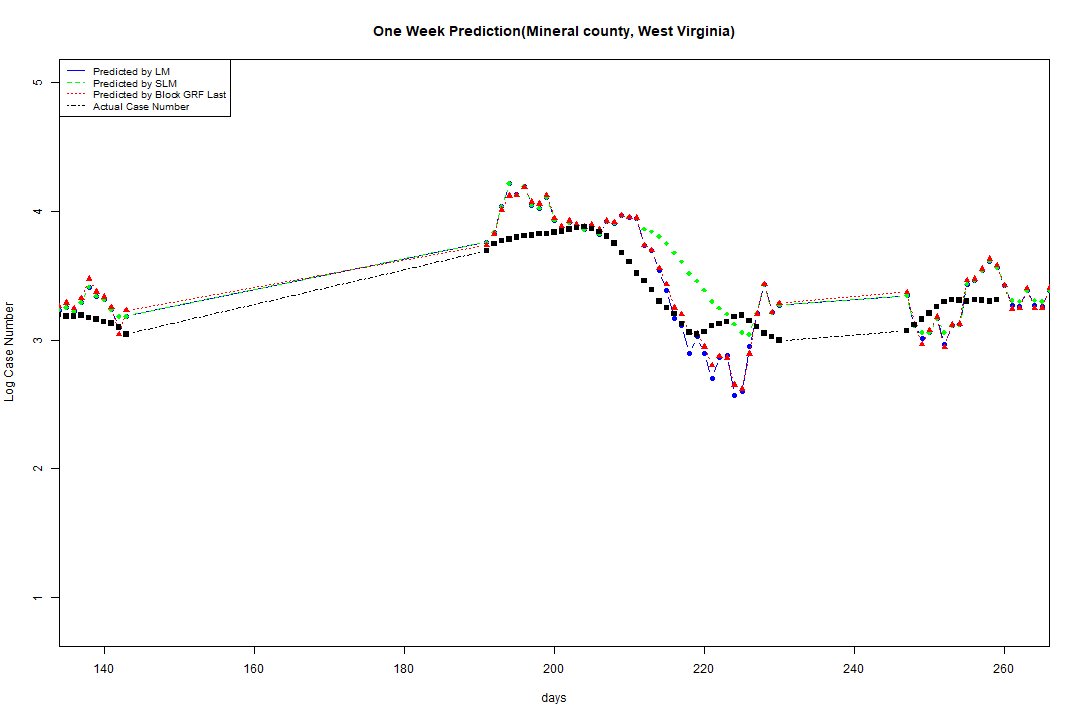 One Week Prediction(Mineral county, West Virginia)
Predicted by LM
Predicted by SLM
Predicted by Block GRF Last
Actual Case Number
5
4
3
2
1
Log Case Number
140 160 180 200 220 240 260
days